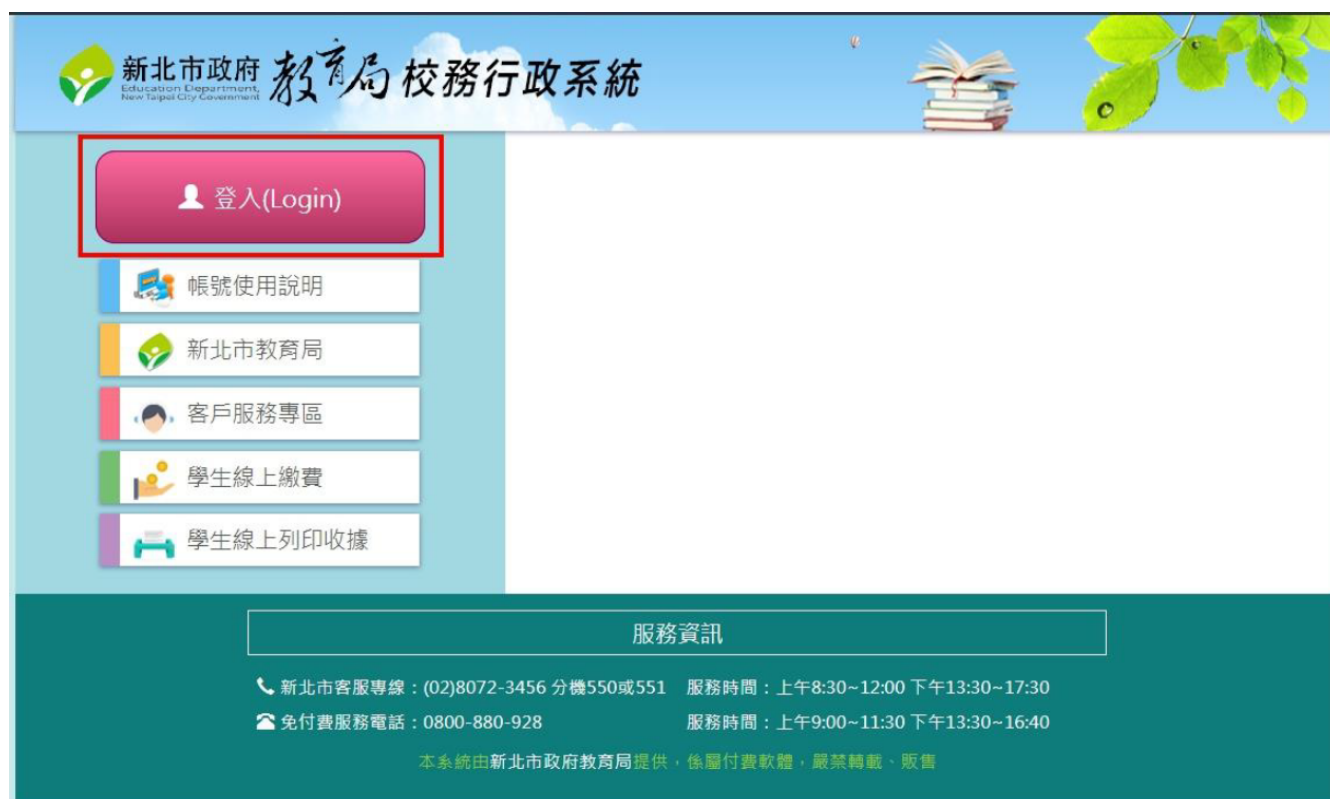 新北市政府 教育局 校務行政系統
Education Department,
New Taipei City Government
登入(Login)
帳號使用說明
新北市教育局
客戶服務專區
學生線上繳費
學生線上列印收據
服務資訊
新北市客服專線：(02)8072-3456 分機550或551 服務時間：上午8:30~12:00 下午13:30~17:30
免付費服務電話：0800-880-928 服務時間：上午9:00~11:30 下午13:30~16:40
本系統由新北市政府教育局提供，係屬付費軟體，嚴禁轉載、販售